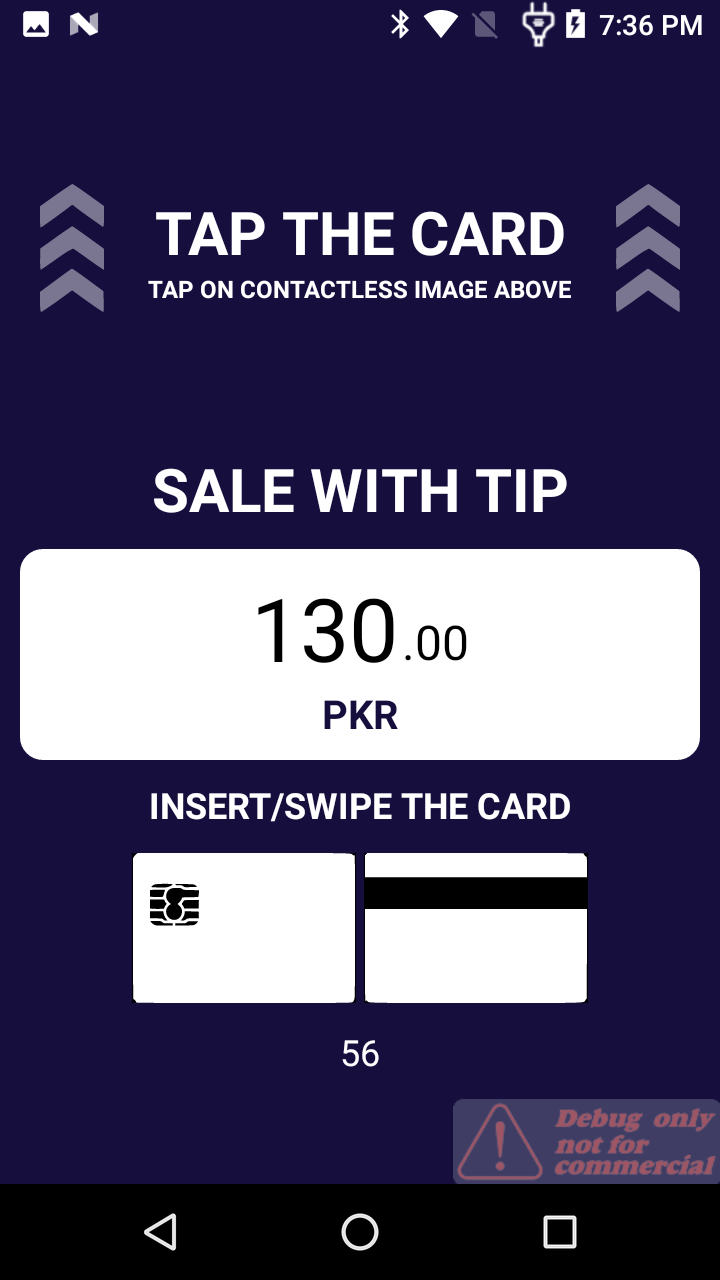 7:36 PM
TAP THE CARD
TAP ON CONTACTLESS IMAGE ABOVE
SALE WITH TIP
130.00
PKR
INSERT/SWIPE THE CARD
56
Debug only
not for
commercial